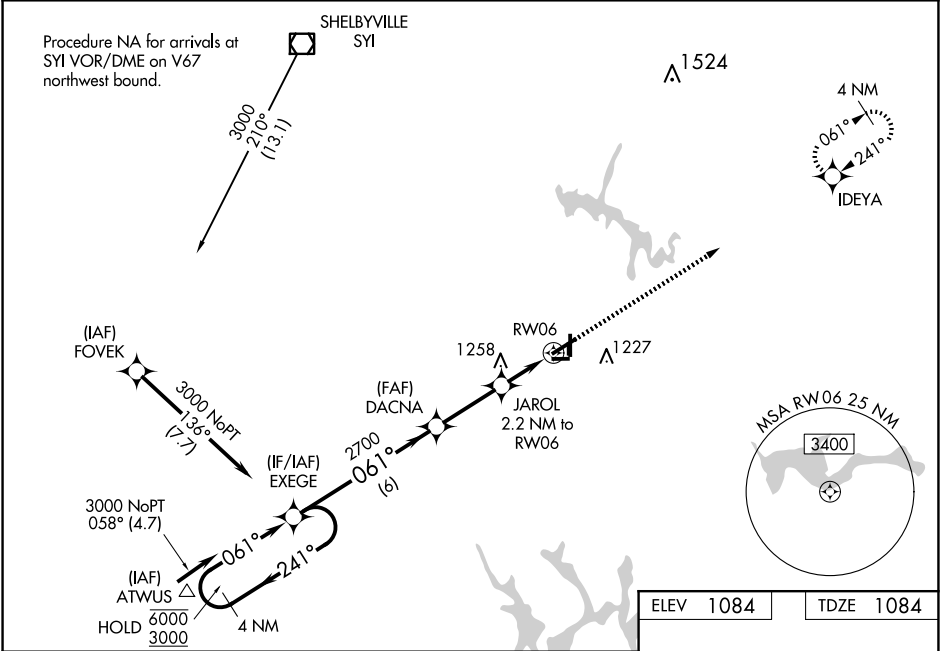 Procedure NA for arrivals at
SYI VOR/DME on V67
northwest bound.
SHELBYVILLE
SYI
1524
4 NM
061°
241°
IDEYA
3000
210°
(13.1)
(IAF)
FOVEK
3000 NoPT
136°
(7.7)
RW06
1258
1227
(FAF)
DACNA
JAROL
2.2 NM to
RW06
2700
061°
(6)
(IF/IAF)
EXEGE
3000 NoPT
058° (4.7)
061°
241°
(IAF)
ATWUS
HOLD
6000
3000
4 NM
MSA RW06 25 NM
3400
ELEV 1084
TDZE 1084